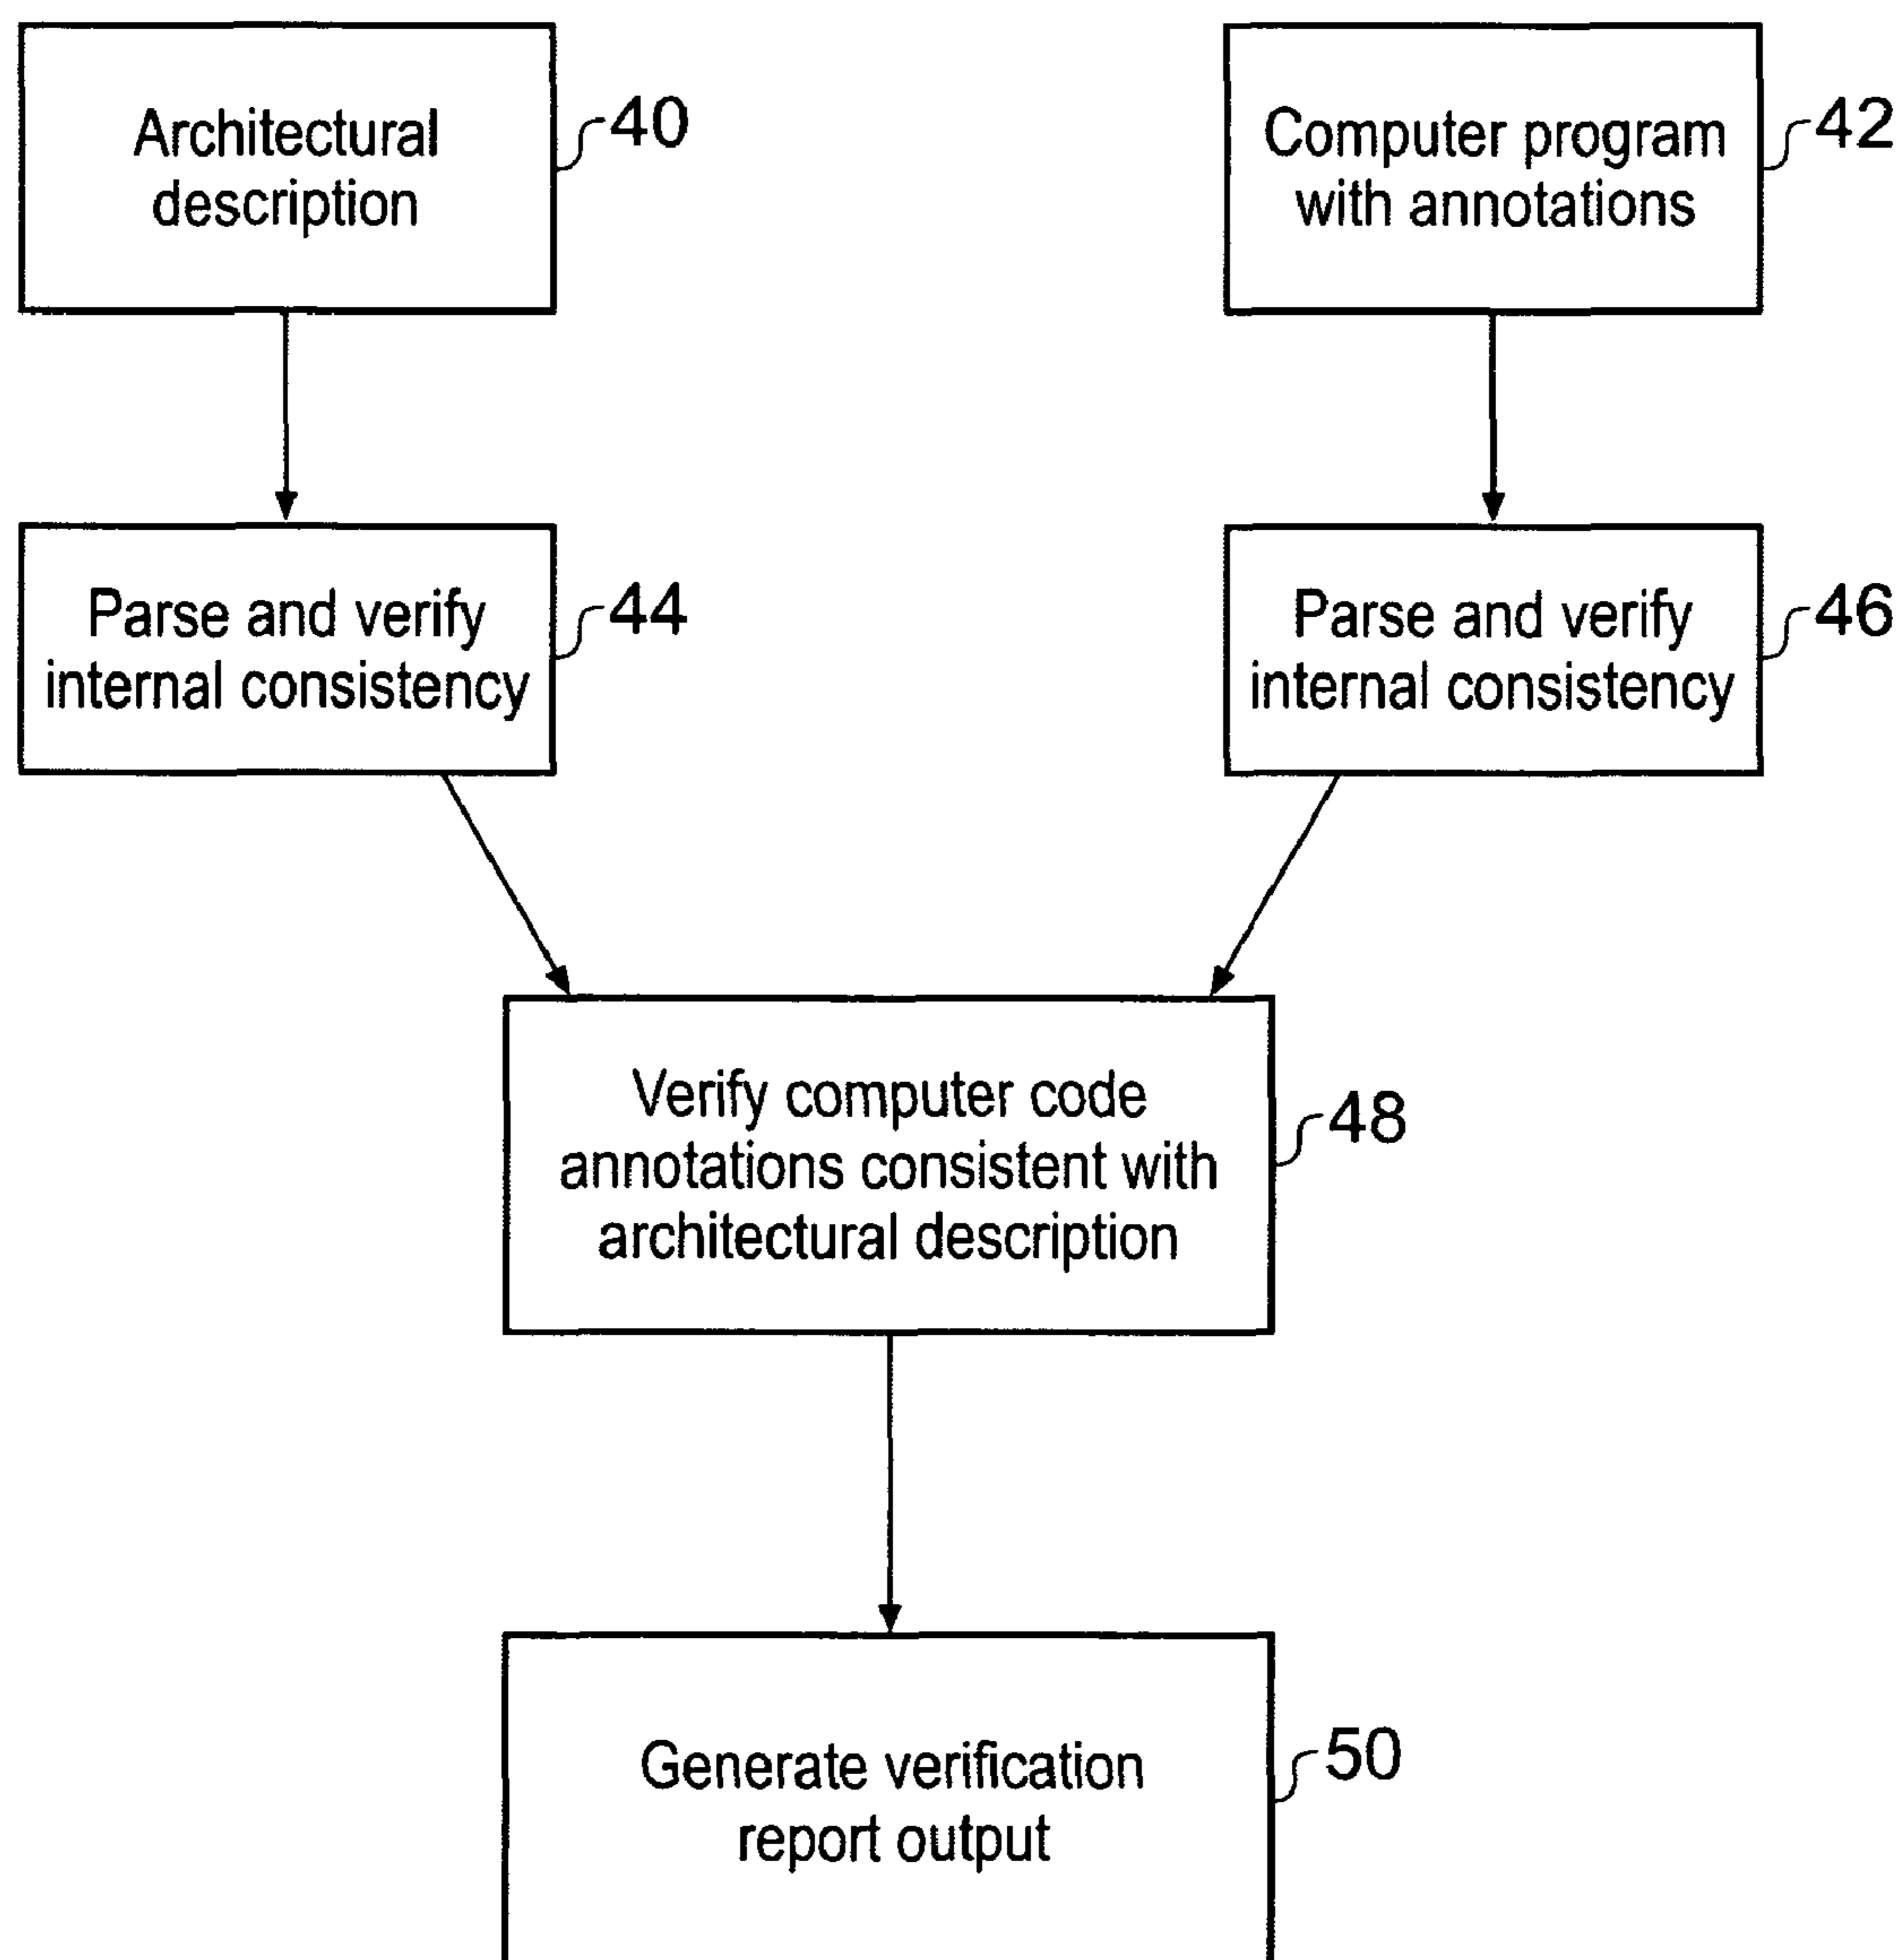 Architectural
description
40
Computer program
with annotations
42
Parse and verify
internal consistency
44
Parse and verify
internal consistency
46
Verify computer code
annotations consistent with
architectural description
48
Generate verification
report output
50